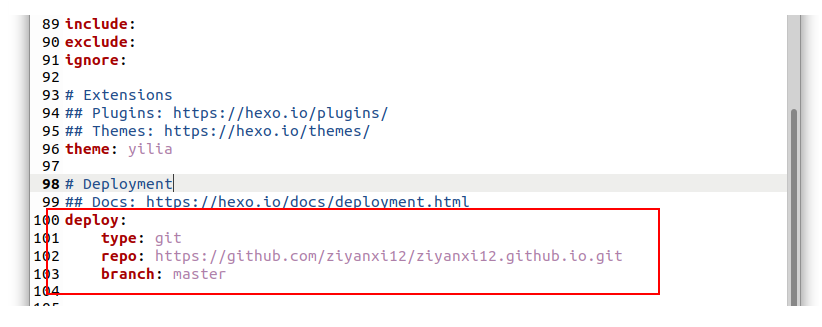 89 include:
90 exclude:
91 ignore:
92
93 # Extensions
94 ## Plugins: https://hexo.io/plugins/
95 ## Themes: https://hexo.io/themes/
96 theme: yilia
97
98 # Deployment
99 ## Docs: https://hexo.io/docs/deployment.html
100 deploy:
101     type: git
102     repo: https://github.com/ziyanxi12/ziyanxi12.github.io.git
103     branch: master
104